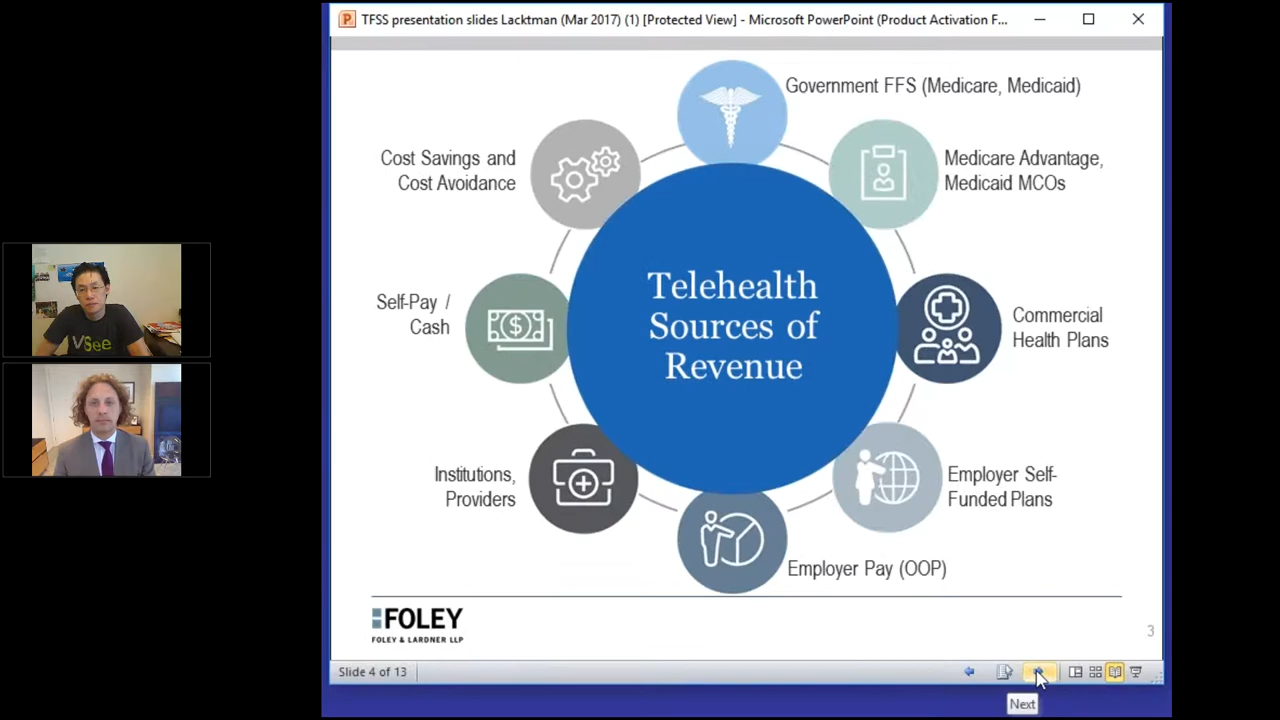 TFSS presentation slides Lacktman (Mar 2017) (1) [Protected View] - Microsoft PowerPoint (Product Activation F...
Government FFS (Medicare, Medicaid)
Cost Savings and
Cost Avoidance
Medicare Advantage,
Medicaid MCOs
Telehealth
Sources of
Revenue
Self-Pay /
Cash
Commercial
Health Plans
Institutions,
Providers
Employer Self-
Funded Plans
Employer Pay (OOP)
FOLEY
FOLEY & LARDNER LLP
3
Slide 4 of 13
Next
VSee